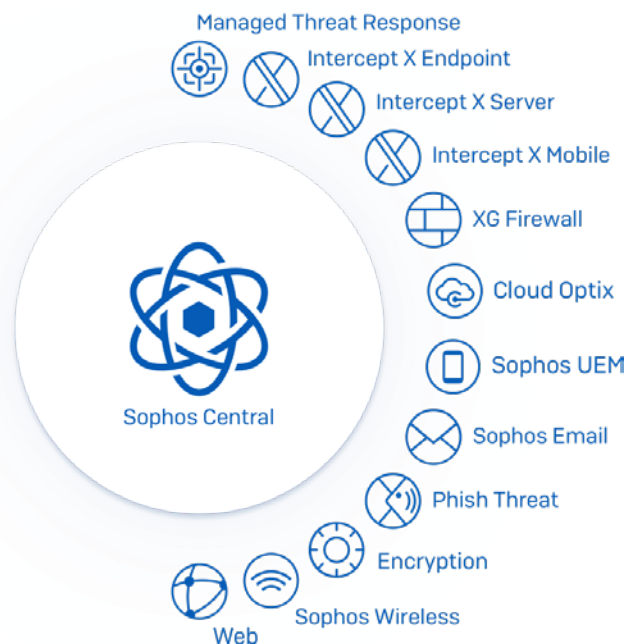 Managed Threat Response
Intercept X Endpoint
Intercept X Server
Intercept X Mobile
XG Firewall
Cloud Optix
Sophos UEM
Sophos Central
Sophos Email
Phish Threat
Encryption
Sophos Wireless
Web